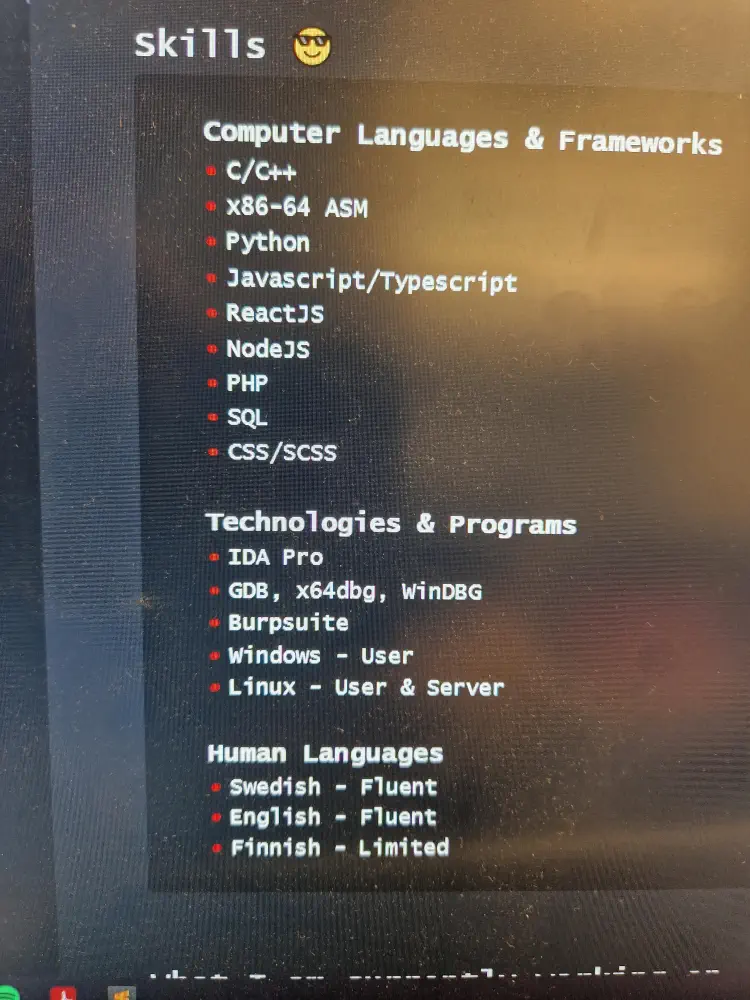 Skills 😎
Computer Languages & Frameworks
C/C++
x86-64 ASM
Python
Javascript/Typescript
ReactJS
NodeJS
PHP
SQL
CSS/SCSS
Technologies & Programs
IDA Pro
GDB, x64dbg, WinDBG
Burpsuite
Windows - User
Linux - User & Server
Human Languages
Swedish - Fluent
English - Fluent
Finnish - Limited